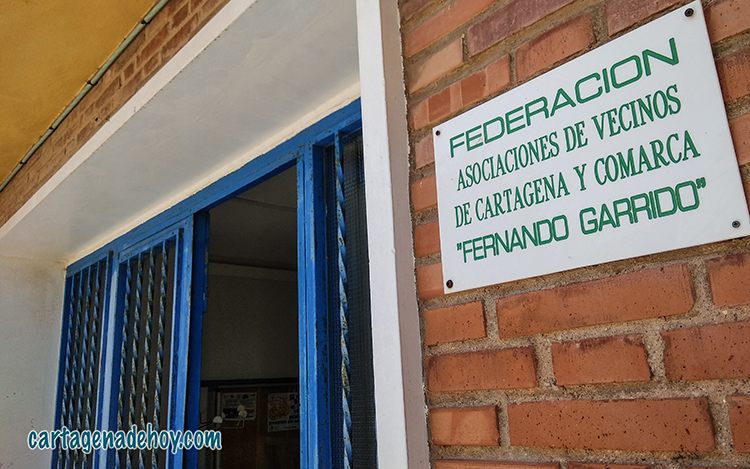 FEDERACION
ASOCIACIONES DE VECINOS
DE CARTAGENA Y COMARCA
"FERNANDO GARRIDO"
cartagenadehoy.com